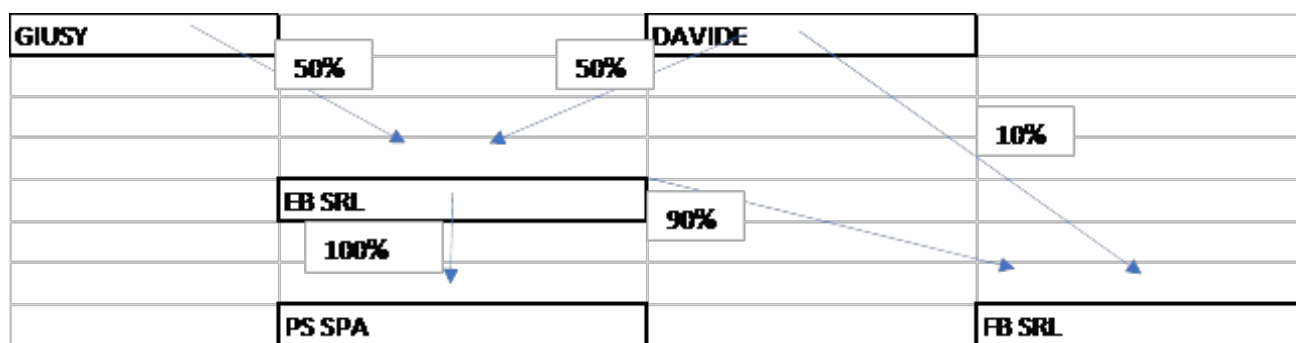 GIUSY
DAVIDE
50%
50%
10%
EB SRL
90%
100%
PS SPA
FB SRL